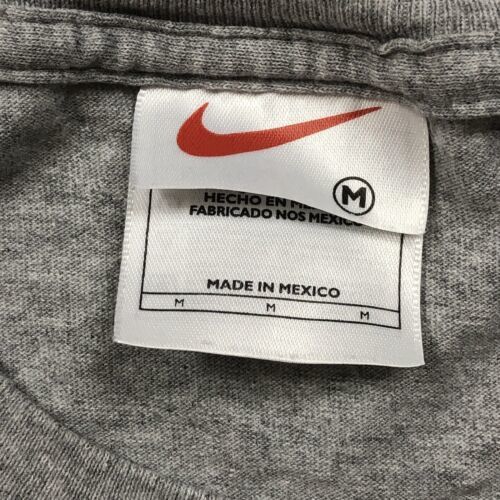 M
HECHO EN
FABRICADO NOS MEXICO
MADE IN MEXICO
M M M